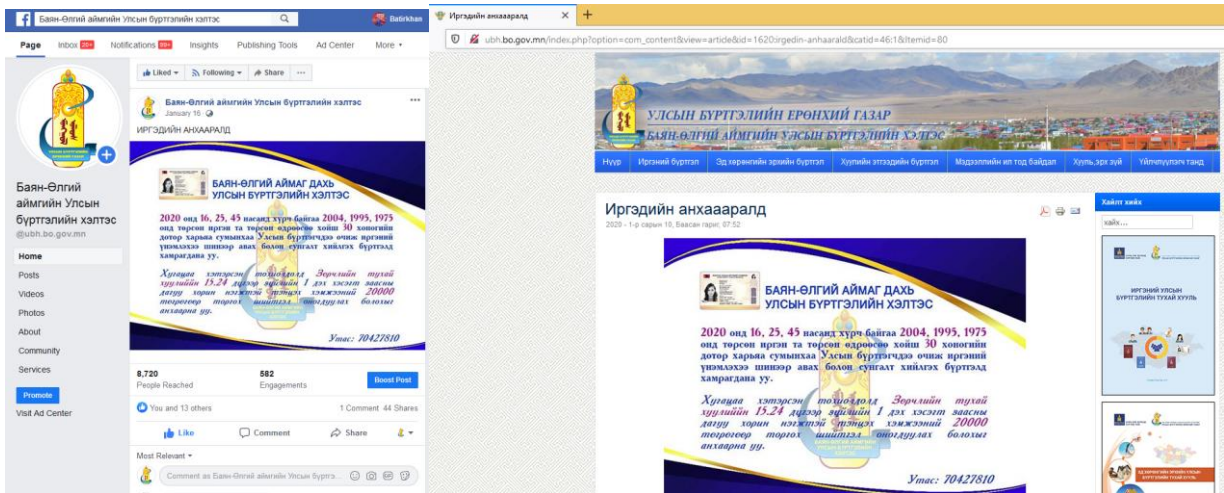 Баян-Өлгий аймгийн Улсын бүртгэлийн хэлтэс
Batirkhan
Page Inbox 20+ Notifications 99+ Insights Publishing Tools Ad Center More
Liked Following Share ...
Баян-Өлгий аймгийн Улсын бүртгэлийн хэлтэс
January 16
ИРГЭДИЙН АНХААРАЛД
БАЯН-ӨЛГИЙ АЙМАГ ДАХЬ
УЛСЫН БҮРТГЭЛИЙН ХЭЛТЭС
2020 онд 16, 25, 45 насанд хүрч байгаа 2004, 1995, 1975
онд төрсөн иргэн та төрсөн өдрөөсөө хойш 30 хоногийн
дотор харьяа сумынхаа Улсын бүртгэгчдээ очиж иргэний
үнэмлэхээ шинээр авах болон сунгалт хийлгэх бүртгэлд
хамрагдана уу.
Хугацаа хэтэрсэн тохиолдолд Зөрчлийн тухай
хуулийн 15.24 дүгээр зүйлийн 1 дэх хэсэгт заасны
дагуу хорин нэгжтэй тэнцэх хэмжээний 20000
төгрөгөөр торгох шийтгэл оногдуулах болохыг
анхаарна уу.
Утас: 70427810
8,720
People Reached
582
Engagements
Boost Post
You and 13 others
1 Comment 44 Shares
Like Comment Share
Most Relevant
Comment as Баян-Өлгий аймгийн Улсын бүртгэ...
Баян-Өлгий
аймгийн Улсын
бүртгэлийн хэлтэс
@ubh.bo.gov.mn
Home
Posts
Videos
Photos
About
Community
Services
Promote
Visit Ad Center
Иргэдийн анхааралд
ubh.bo.gov.mn/index.php?option=com_content&view=article&id=1620:irgedin-anhaarald&catid=46:1&Itemid=80
УЛСЫН БҮРТГЭЛИЙН ЕРӨНХИЙ ГАЗАР
БАЯН-ӨЛГИЙ АЙМГИЙН УЛСЫН БҮРТГЭЛИЙН ХЭЛТЭС
Нүүр Иргэний бүртгэл Эд хөрөнгийн эрхийн бүртгэл Хуулийн этгээдийн бүртгэл Мэдээллийн ил тод байдал Хууль,эрх зүй Үйлчлүүлэгч танд
Иргэдийн анхааaралд
2020 - 1-р сарын 10, Баасан гариг, 07:52
БАЯН-ӨЛГИЙ АЙМАГ ДАХЬ
УЛСЫН БҮРТГЭЛИЙН ХЭЛТЭС
2020 онд 16, 25, 45 насанд хүрч байгаа 2004, 1995, 1975
онд төрсөн иргэн та төрсөн өдрөөсөө хойш 30 хоногийн
дотор харьяа сумынхаа Улсын бүртгэгчдээ очиж иргэний
үнэмлэхээ шинээр авах болон сунгалт хийлгэх бүртгэлд
хамрагдана уу.
Хугацаа хэтэрсэн тохиолдолд Зөрчлийн тухай
хуулийн 15.24 дүгээр зүйлийн 1 дэх хэсэгт заасны
дагуу хорин нэгжтэй тэнцэх хэмжээний 20000
төгрөгөөр торгох шийтгэл оногдуулах болохыг
анхаарна уу.
Утас: 70427810
Хайлт хийх
хайх...
ИРГЭНИЙ УЛСЫН
БҮРТГЭЛИЙН ТУХАЙ ХУУЛЬ
ЭД ХӨРӨНГИЙН ЭРХИЙН УЛСЫН
БҮРТГЭЛИЙН ТУХАЙ ХУУЛЬ